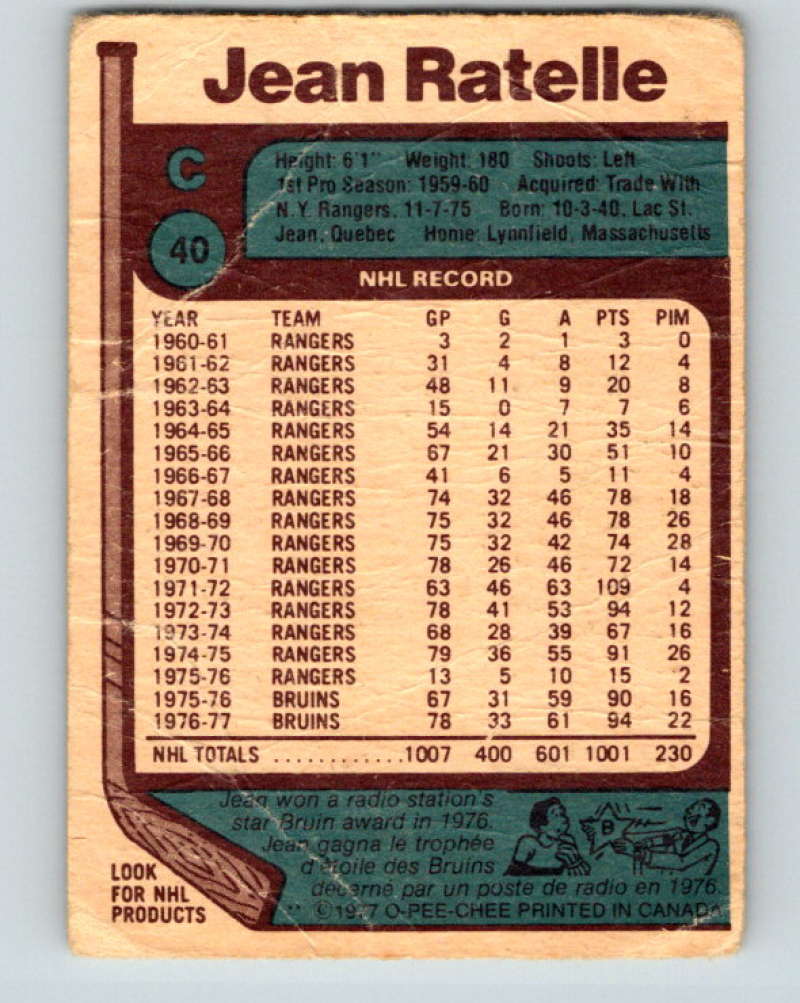 Jean Ratelle
C
40
Height: 6'1" Weight: 180 Shoots: Left
1st Pro Season: 1959-60 Acquired: Trade With
N.Y. Rangers, 11-7-75 Born: 10-3-40, Lac St.
Jean, Quebec Home: Lynnfield, Massachusetts
NHL RECORD
YEAR TEAM GP G A PTS PIM
1960-61 RANGERS 3 2 1 3 0
1961-62 RANGERS 31 4 8 12 4
1962-63 RANGERS 48 11 9 20 8
1963-64 RANGERS 15 0 7 7 6
1964-65 RANGERS 54 14 21 35 14
1965-66 RANGERS 67 21 30 51 10
1966-67 RANGERS 41 6 5 11 4
1967-68 RANGERS 74 32 46 78 18
1968-69 RANGERS 75 32 46 78 26
1969-70 RANGERS 75 32 42 74 28
1970-71 RANGERS 78 26 46 72 14
1971-72 RANGERS 63 46 63 109 4
1972-73 RANGERS 78 41 53 94 12
1973-74 RANGERS 68 28 39 67 16
1974-75 RANGERS 79 36 55 91 26
1975-76 RANGERS 13 5 10 15 2
1975-76 BRUINS 67 31 59 90 16
1976-77 BRUINS 78 33 61 94 22
NHL TOTALS ............1007 400 601 1001 230
Jean won a radio station's
star Bruin award in 1976.
Jean gagna le trophée
d'étoile des Bruins
décerné par un poste de radio en 1976.
B
LOOK
FOR NHL
PRODUCTS
** ©1977 O-PEE-CHEE PRINTED IN CANADA